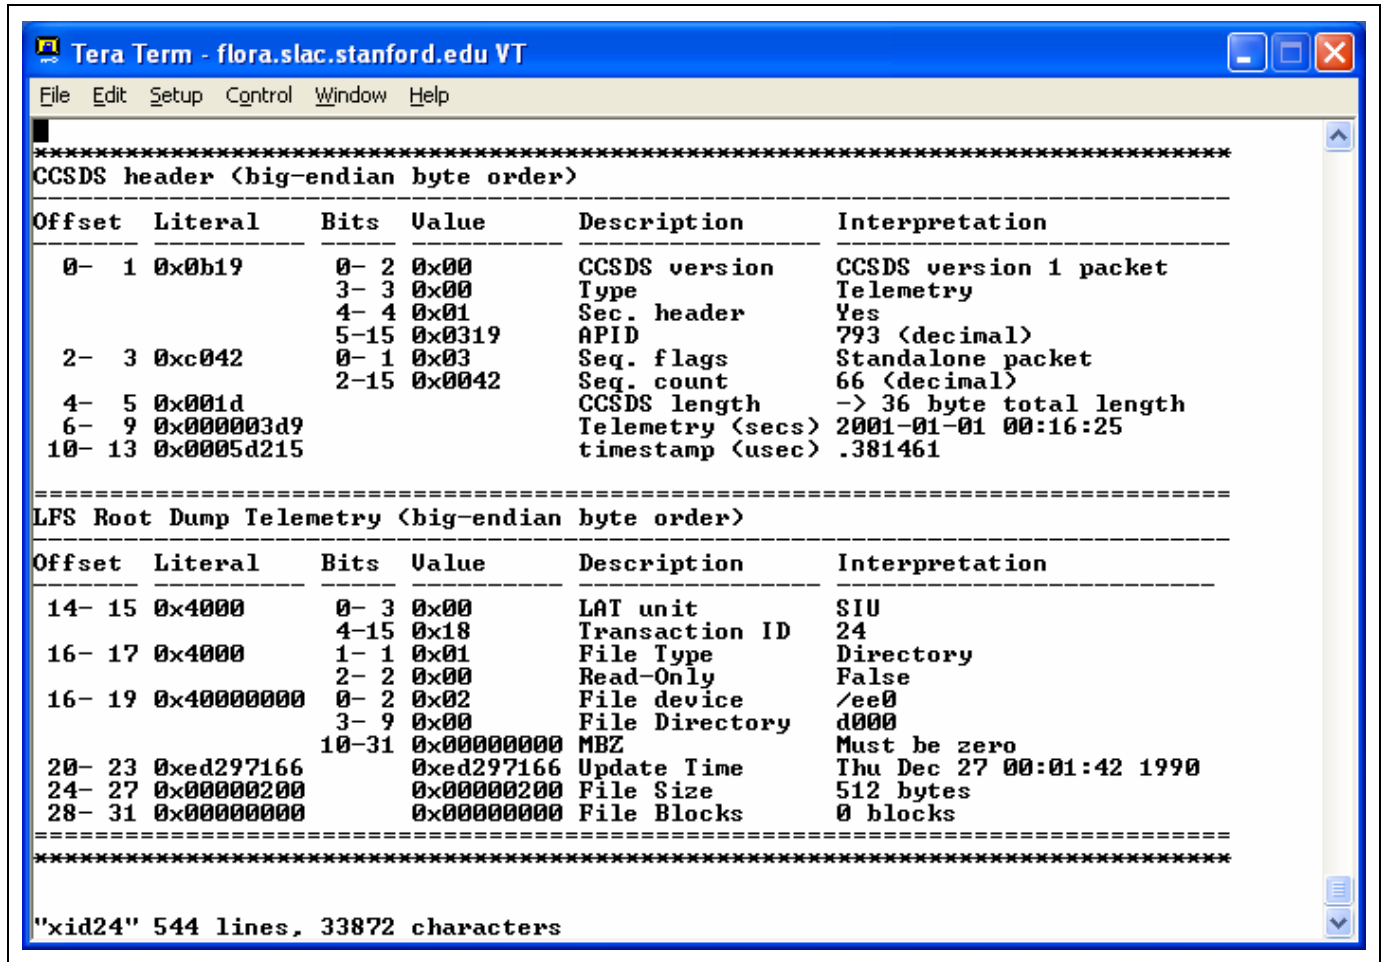 Tera Term - flora.slac.stanford.edu VT
File Edit Setup Control Window Help
*******************************************************************************
CCSDS header (big-endian byte order)
-------------------------------------------------------------------------------
Offset Literal Bits Value Description Interpretation
------- ---------- ----- ---------- ---------------- --------------------------
0- 1 0x0b19 0- 2 0x00 CCSDS version CCSDS version 1 packet
3- 3 0x00 Type Telemetry
4- 4 0x01 Sec. header Yes
5-15 0x0319 APID 793 (decimal)
2- 3 0xc042 0- 1 0x03 Seq. flags Standalone packet
2-15 0x0042 Seq. count 66 (decimal)
4- 5 0x001d CCSDS length -> 36 byte total length
6- 9 0x000003d9 Telemetry (secs) 2001-01-01 00:16:25
10- 13 0x0005d215 timestamp (usec) .381461
===============================================================================
LFS Root Dump Telemetry (big-endian byte order)
-------------------------------------------------------------------------------
Offset Literal Bits Value Description Interpretation
------- ---------- ----- ---------- ---------------- -------------------------
14- 15 0x4000 0- 3 0x00 LAT unit SIU
4-15 0x18 Transaction ID 24
16- 17 0x4000 1- 1 0x01 File Type Directory
2- 2 0x00 Read-Only False
16- 19 0x40000000 0- 2 0x02 File device /ee0
3- 9 0x00 File Directory d000
10-31 0x00000000 MBZ Must be zero
20- 23 0xed297166 0xed297166 Update Time Thu Dec 27 00:01:42 1990
24- 27 0x00000200 0x00000200 File Size 512 bytes
28- 31 0x00000000 0x00000000 File Blocks 0 blocks
===============================================================================
*******************************************************************************
"xid24" 544 lines, 33872 characters